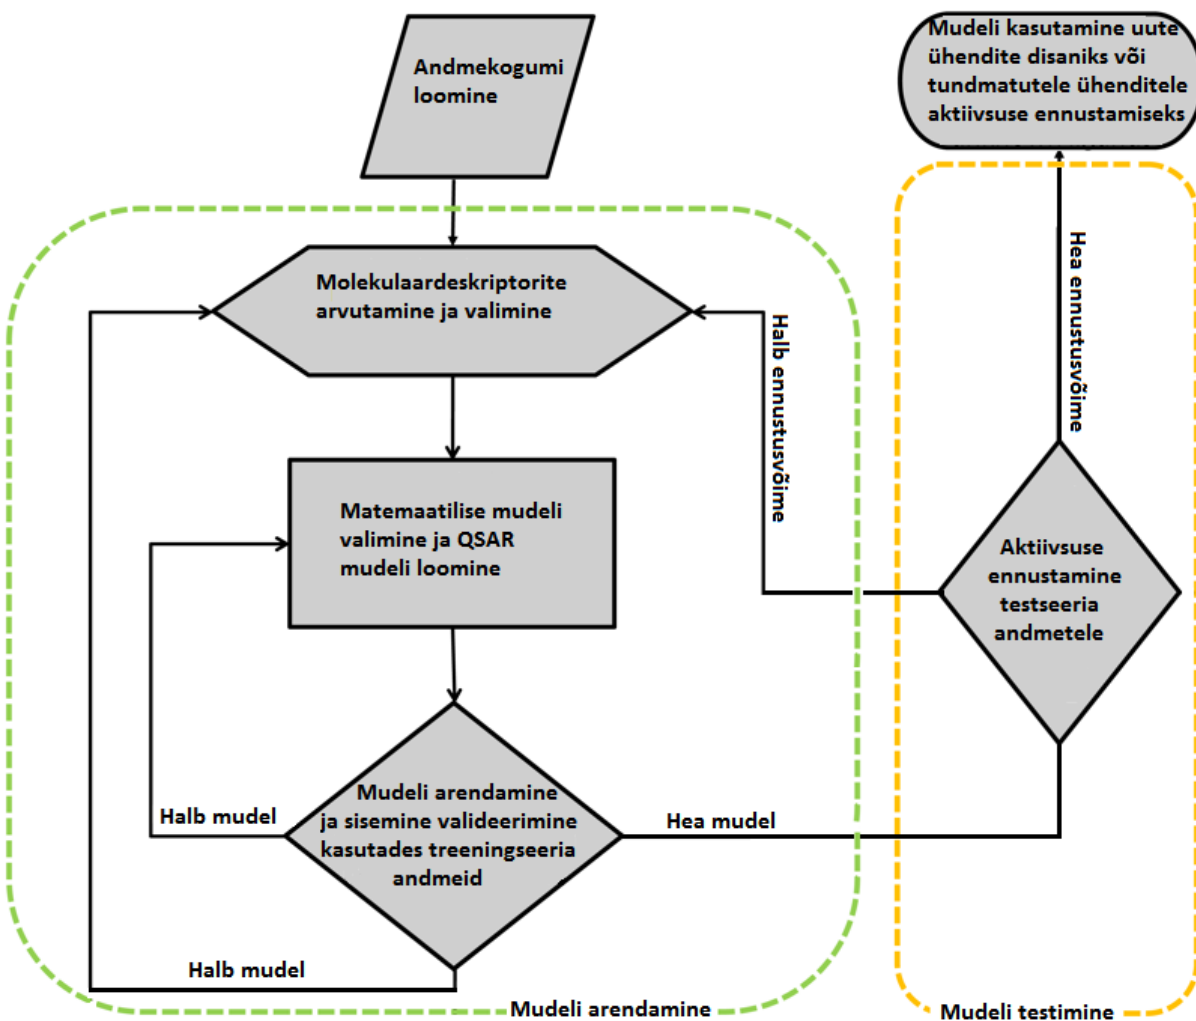 Andmekogumi
loomine
Mudeli kasutamine uute
ühendite disaniks või
tundmatutele ühenditele
aktiivsuse ennustamiseks
Molekulaardeskriptorite
arvutamine ja valimine
Halb ennustusvõime
Hea ennustusvõime
Matemaatilise mudeli
valimine ja QSAR
mudeli loomine
Aktiivsuse
ennustamine
testseeria
andmetele
Mudeli arendamine
ja sisemine valideerimine
kasutades treeningseeria
andmeid
Halb mudel
Hea mudel
Halb mudel
Mudeli arendamine
Mudeli testimine